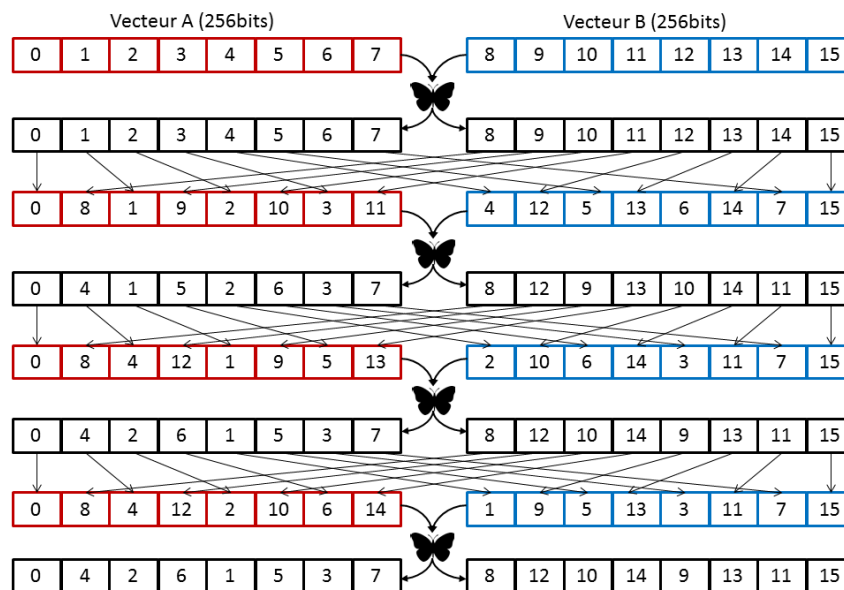 Vecteur A (256bits) Vecteur B (256bits)
0 1 2 3 4 5 6 7 8 9 10 11 12 13 14 15
0 1 2 3 4 5 6 7 8 9 10 11 12 13 14 15
0 8 1 9 2 10 3 11 4 12 5 13 6 14 7 15
0 4 1 5 2 6 3 7 8 12 9 13 10 14 11 15
0 8 4 12 1 9 5 13 2 10 6 14 3 11 7 15
0 4 2 6 1 5 3 7 8 12 10 14 9 13 11 15
0 8 4 12 2 10 6 14 1 9 5 13 3 11 7 15
0 4 2 6 1 5 3 7 8 12 10 14 9 13 11 15